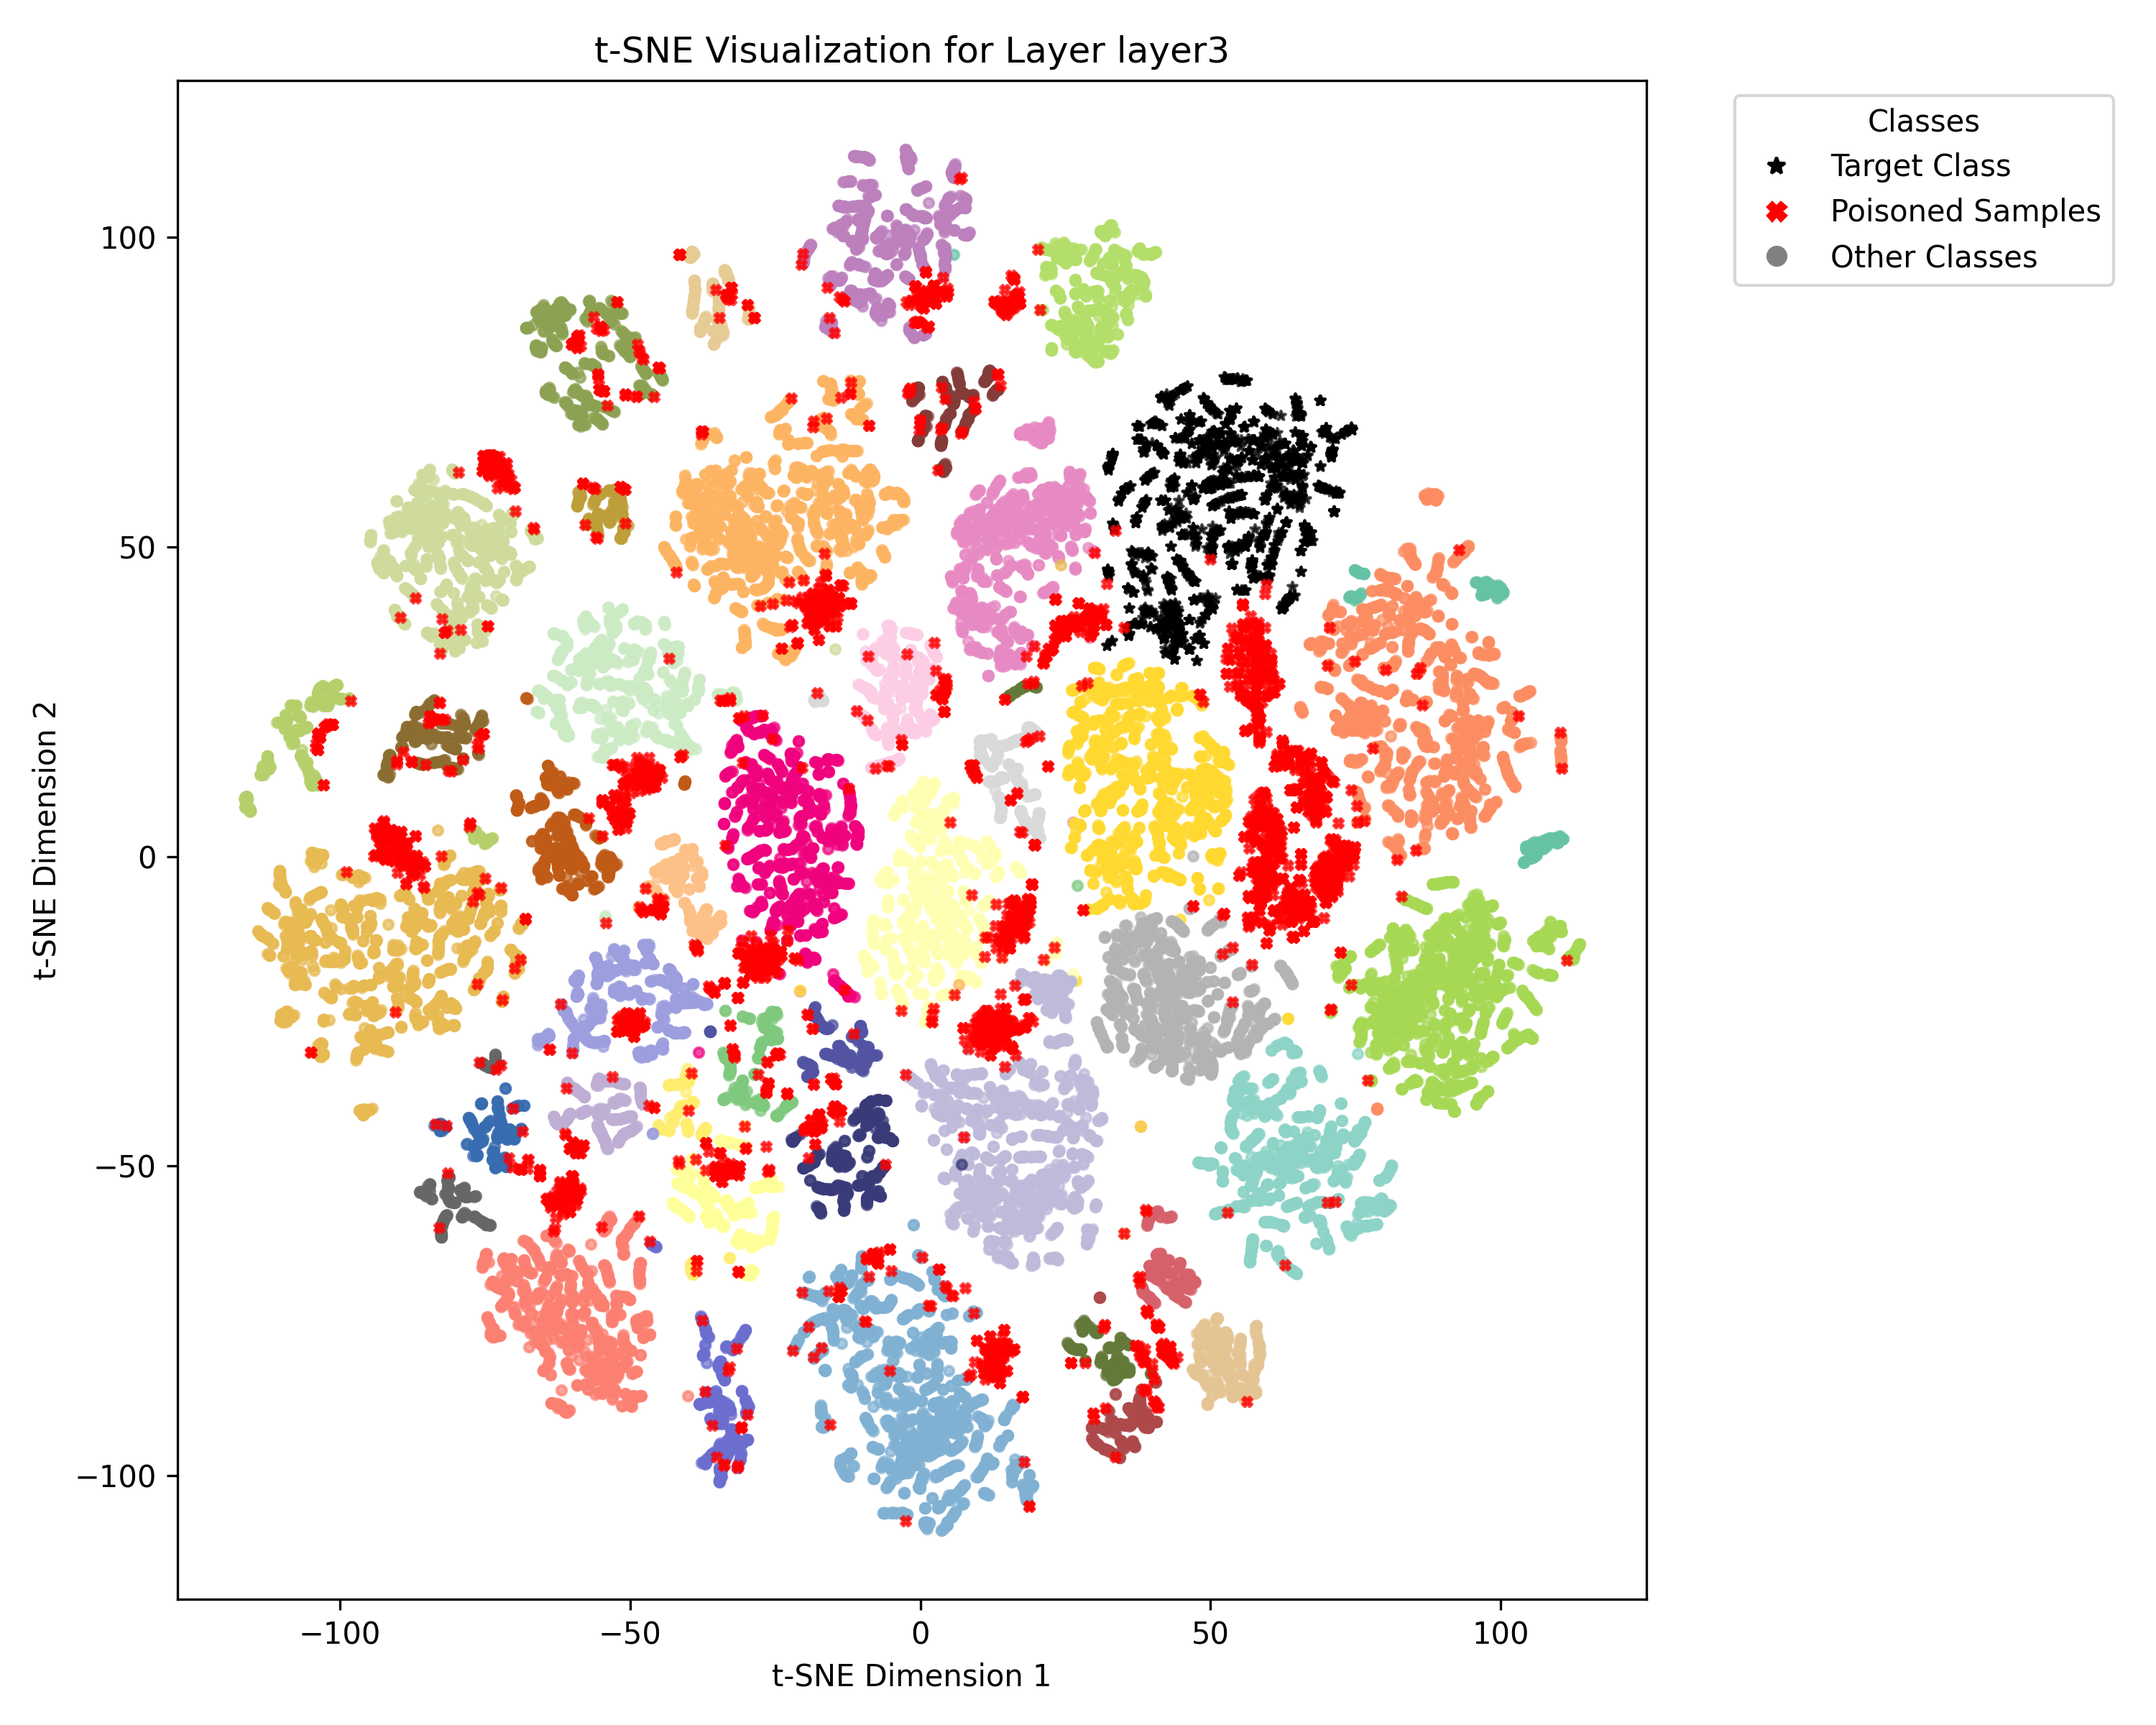 t-SNE Visualization for Layer layer3
Classes
Target Class
Poisoned Samples
Other Classes
100
50
0
−50
−100
t-SNE Dimension 2
−100
−50
0
50
100
t-SNE Dimension 1